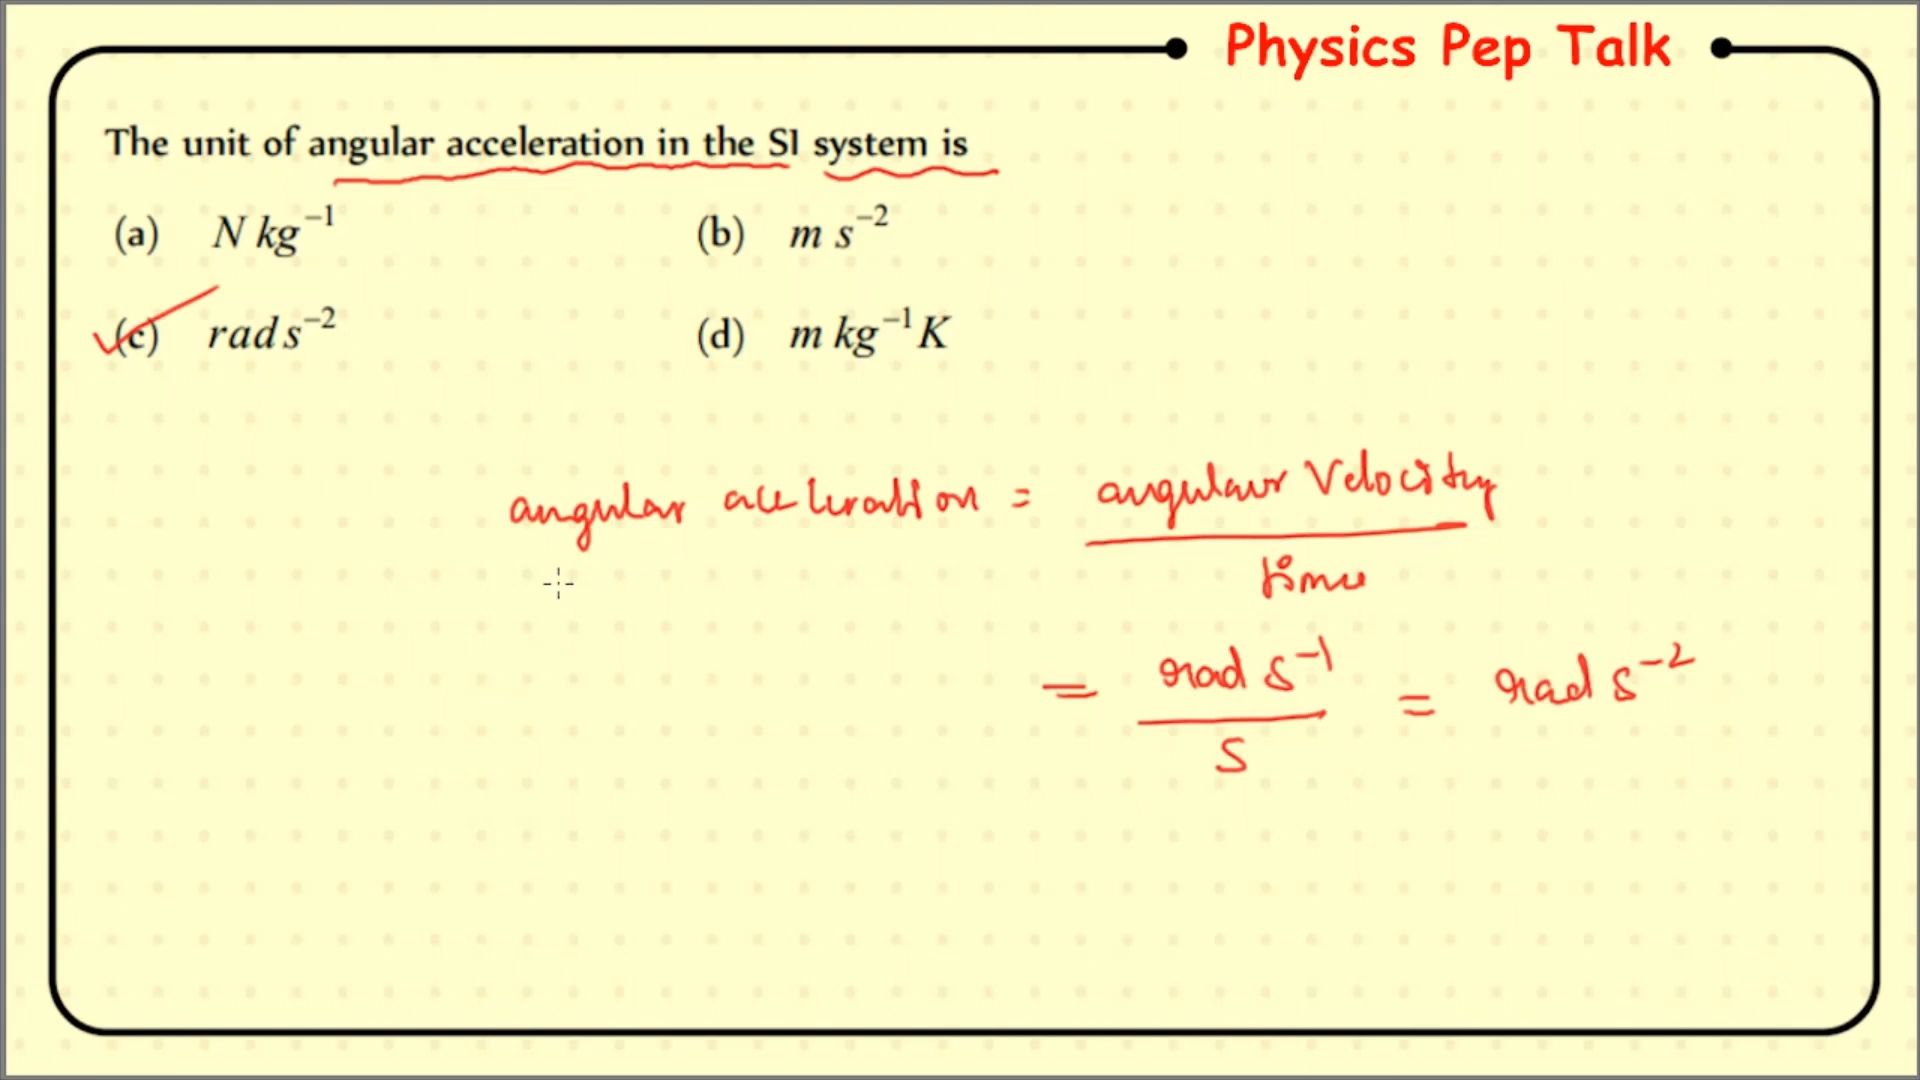 Physics Pep Talk
The unit of angular acceleration in the SI system is
(a) N kg⁻¹ (b) m s⁻²
(c) rad s⁻² (d) m kg⁻¹ K
angular acceleration = angular Velocity
time
= rad s⁻¹ = rad s⁻²
s